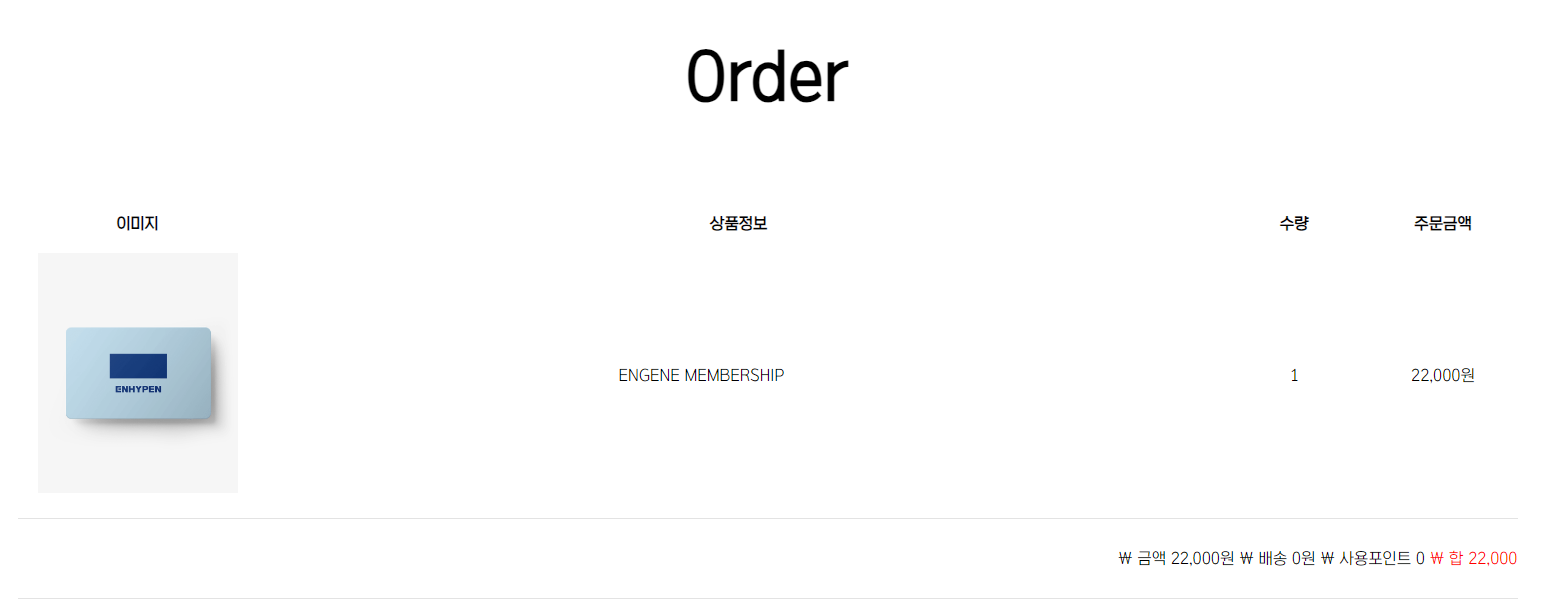 Order
이미지 상품정보 수량 주문금액
ENHYPEN
ENGENE MEMBERSHIP 1 22,000원
₩ 금액 22,000원 ₩ 배송 0원 ₩ 사용포인트 0 ₩ 합 22,000